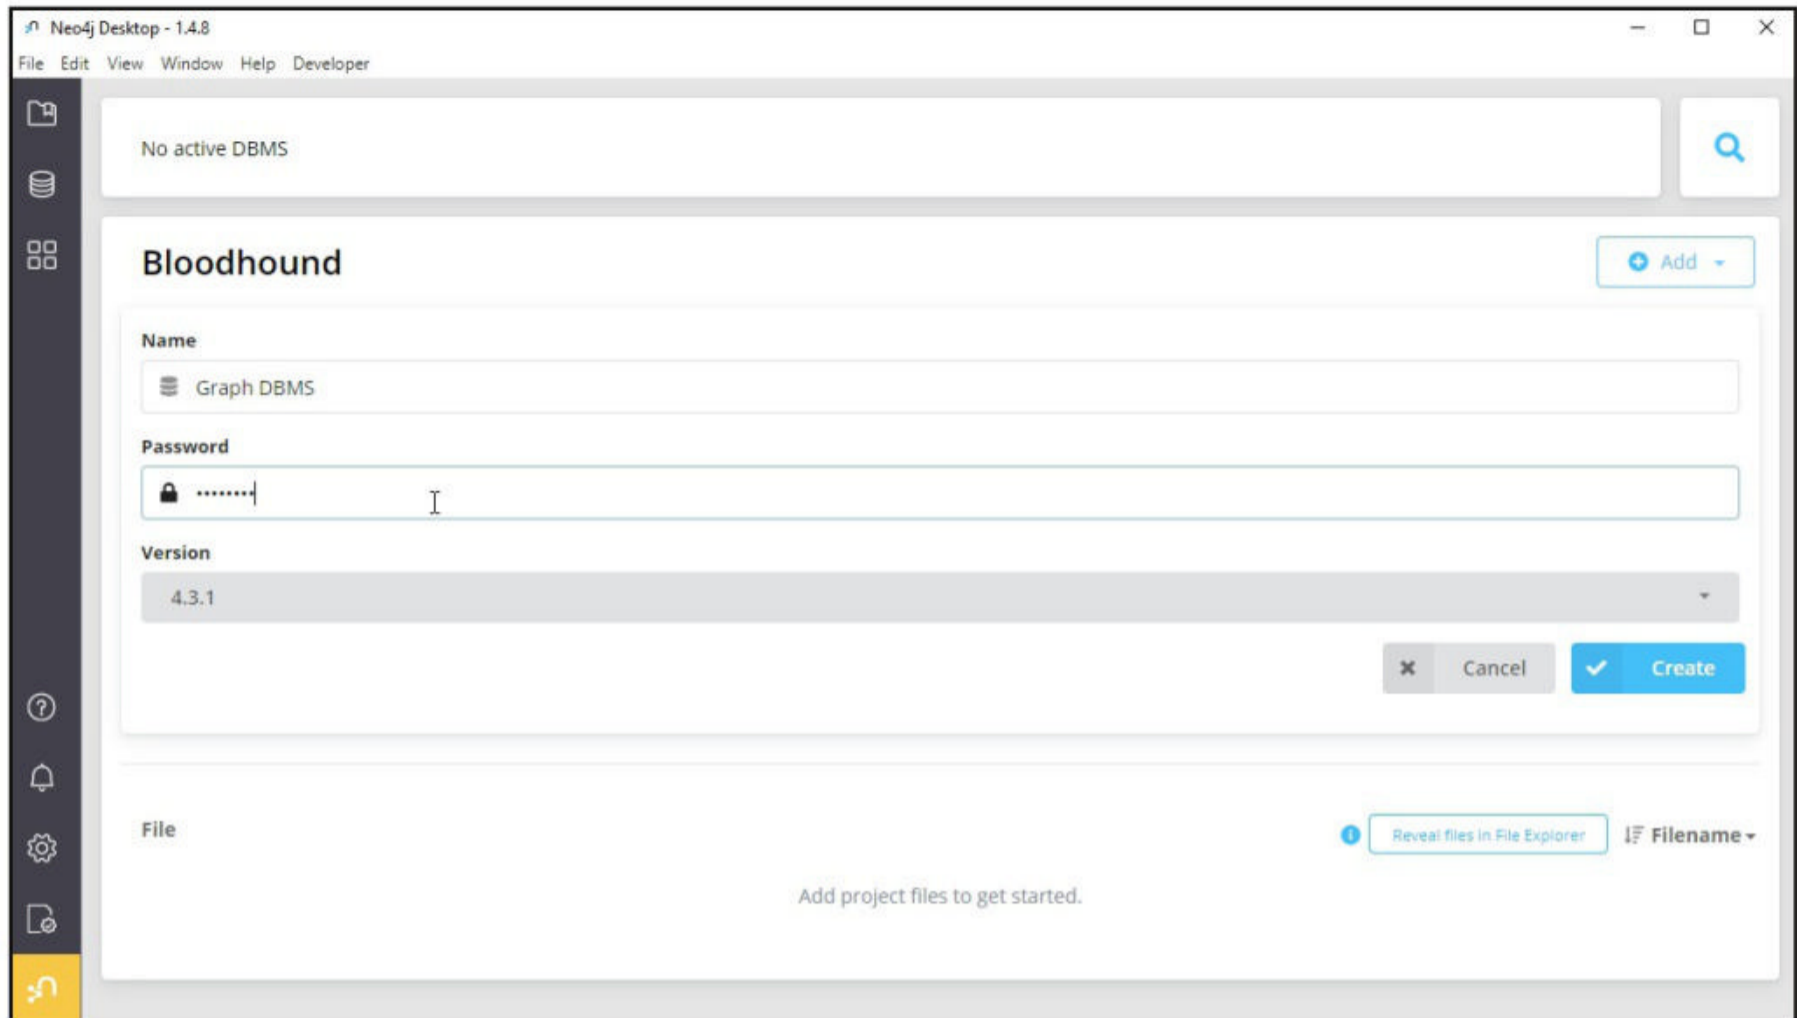 Neo4j Desktop - 1.4.8
File Edit View Window Help Developer
No active DBMS
Bloodhound
Add
Name
Graph DBMS
Password
••••••••
Version
4.3.1
Cancel
Create
File
Reveal files in File Explorer
Filename
Add project files to get started.